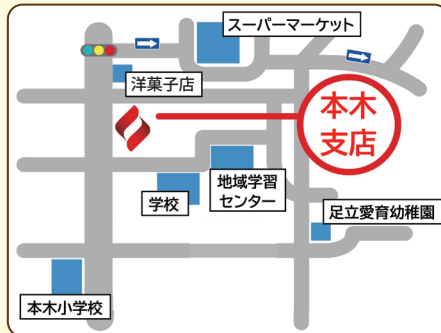 スーパーマーケット
洋菓子店
本木
支店
学校
地域学習
センター
足立愛育幼稚園
本木小学校